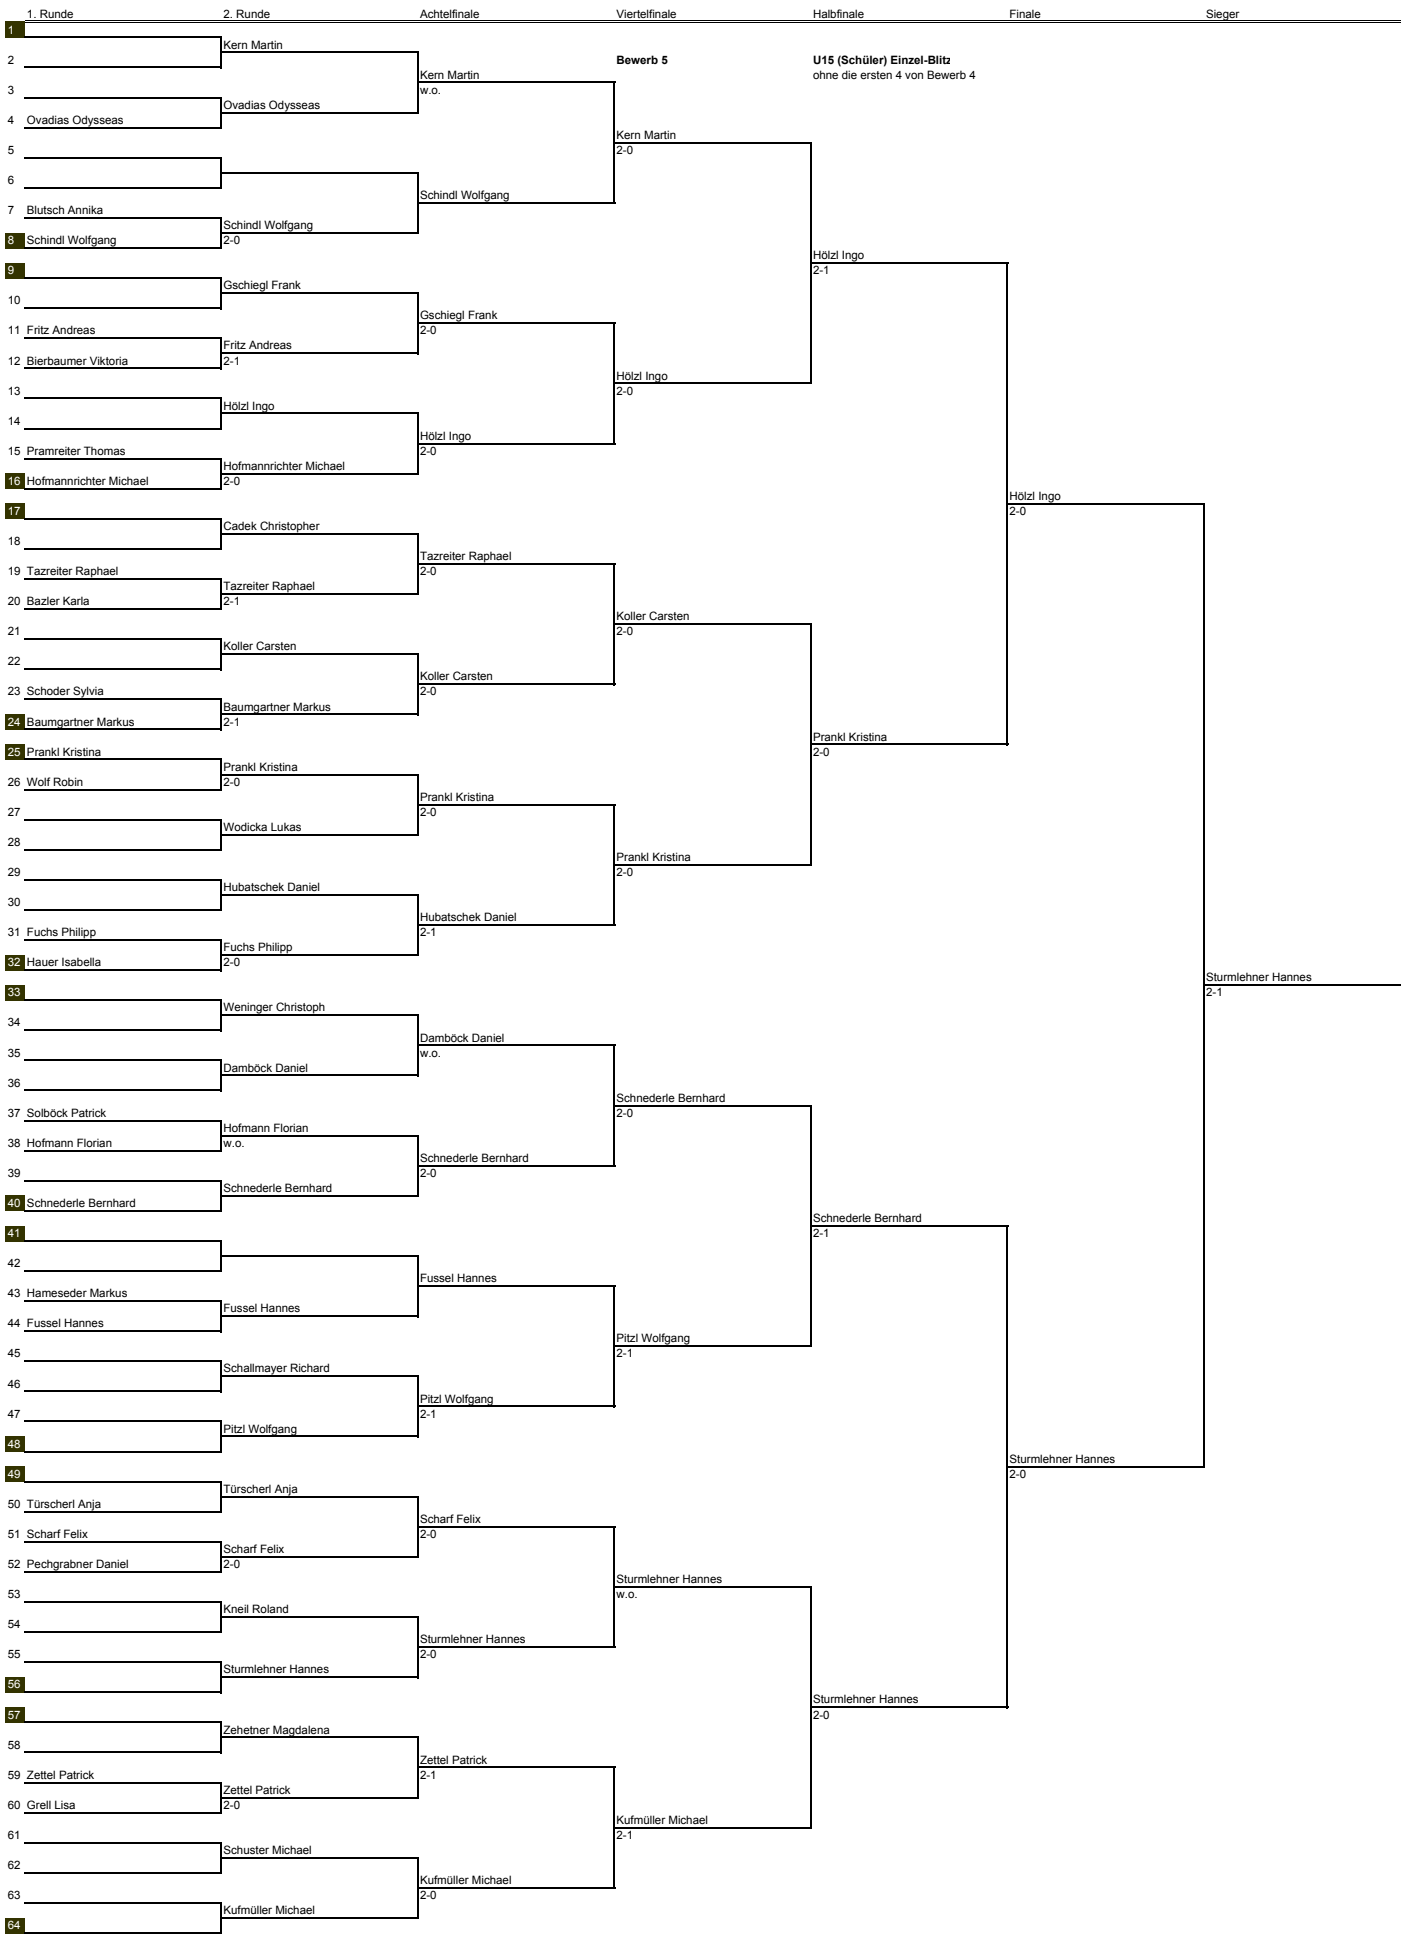 1. Runde 2. Runde Achtelfinale Viertelfinale Halbfinale Finale Sieger
1
Kern Martin
2 Bewerb 5 U15 (Schüler) Einzel-Blitz
Kern Martin ohne die ersten 4 von Bewerb 4
3 w.o.
Ovadias Odysseas
4 Ovadias Odysseas
Kern Martin
5 2-0
6
Schindl Wolfgang
7 Blutsch Annika
Schindl Wolfgang
8 Schindl Wolfgang 2-0
Hölzl Ingo
9 2-1
Gschiegl Frank
10
Gschiegl Frank
11 Fritz Andreas 2-0
Fritz Andreas
12 Bierbaumer Viktoria 2-1
Hölzl Ingo
13 2-0
Hölzl Ingo
14
Hölzl Ingo
15 Pramreiter Thomas 2-0
Hofmannrichter Michael
16 Hofmannrichter Michael 2-0
Hölzl Ingo
17 2-0
Cadek Christopher
18
Tazreiter Raphael
19 Tazreiter Raphael 2-0
Tazreiter Raphael
20 Bazler Karla 2-1
Koller Carsten
21 2-0
Koller Carsten
22
Koller Carsten
23 Schoder Sylvia 2-0
Baumgartner Markus
24 Baumgartner Markus 2-1
Prankl Kristina
25 Prankl Kristina 2-0
Prankl Kristina
26 Wolf Robin 2-0
Prankl Kristina
27 2-0
Wodicka Lukas
28
Prankl Kristina
29 2-0
Hubatschek Daniel
30
Hubatschek Daniel
31 Fuchs Philipp 2-1
Fuchs Philipp
32 Hauer Isabella 2-0
Sturmlehner Hannes
33 2-1
Weninger Christoph
34
Damböck Daniel
35 w.o.
Damböck Daniel
36
Schnederle Bernhard
37 Solböck Patrick 2-0
Hofmann Florian
38 Hofmann Florian w.o.
Schnederle Bernhard
39 2-0
Schnederle Bernhard
40 Schnederle Bernhard
Schnederle Bernhard
41 2-1
42
Fussel Hannes
43 Hameseder Markus
Fussel Hannes
44 Fussel Hannes
Pitzl Wolfgang
45 2-1
Schallmayer Richard
46
Pitzl Wolfgang
47 2-1
Pitzl Wolfgang
48
Sturmlehner Hannes
49 2-0
Türscherl Anja
50 Türscherl Anja
Scharf Felix
51 Scharf Felix 2-0
Scharf Felix
52 Pechgrabner Daniel 2-0
Sturmlehner Hannes
53 w.o.
Kneil Roland
54
Sturmlehner Hannes
55 2-0
Sturmlehner Hannes
56
Sturmlehner Hannes
57 2-0
Zehetner Magdalena
58
Zettel Patrick
59 Zettel Patrick 2-1
Zettel Patrick
60 Grell Lisa 2-0
Kufmüller Michael
61 2-1
Schuster Michael
62
Kufmüller Michael
63 2-0
Kufmüller Michael
64